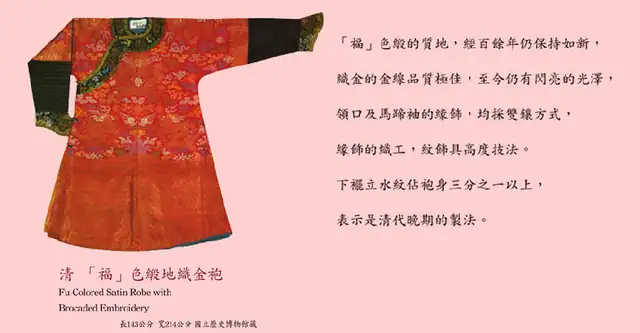 「福」色緞的質地，經百餘年仍保持如新，
織金的金線品質極佳，至今仍有閃亮的光澤，
領口及馬蹄袖的緣飾，均採雙鑲方式，
緣飾的織工，紋飾具高度技法。
下襬立水紋佔袍身三分之一以上，
表示是清代晚期的製法。
清 「福」色緞地織金袍
Fu-Colored Satin Robe with
Brocaded Embroidery
長143公分 寬214公分 國立歷史博物館藏